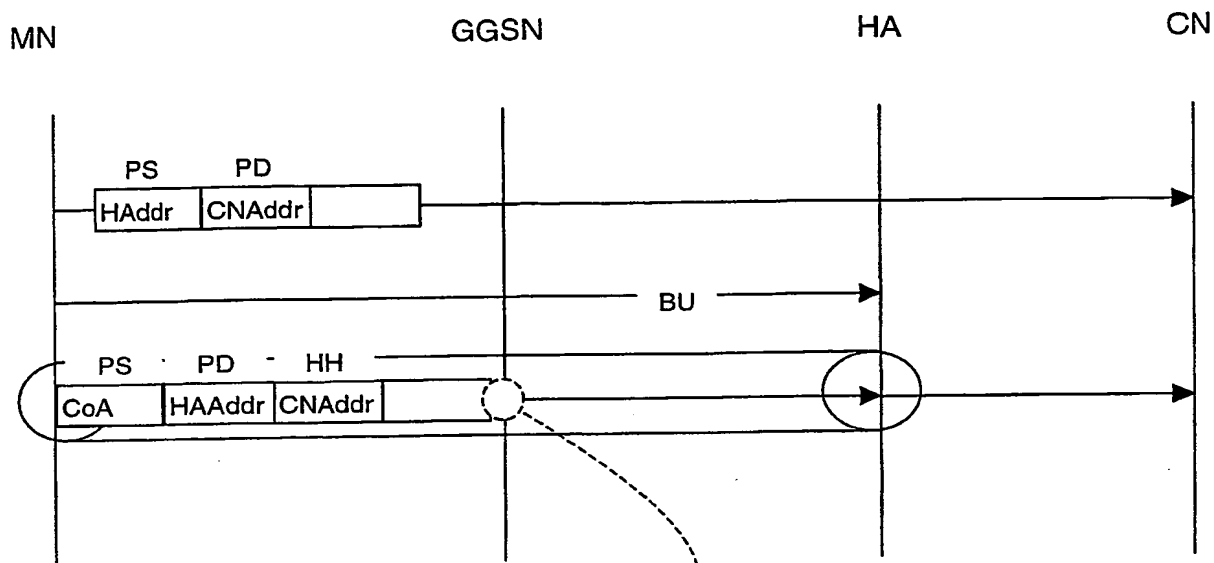 MN GGSN HA CN
PS PD
HAddr CNAddr
BU
PS PD HH
CoA HAAddr CNAddr